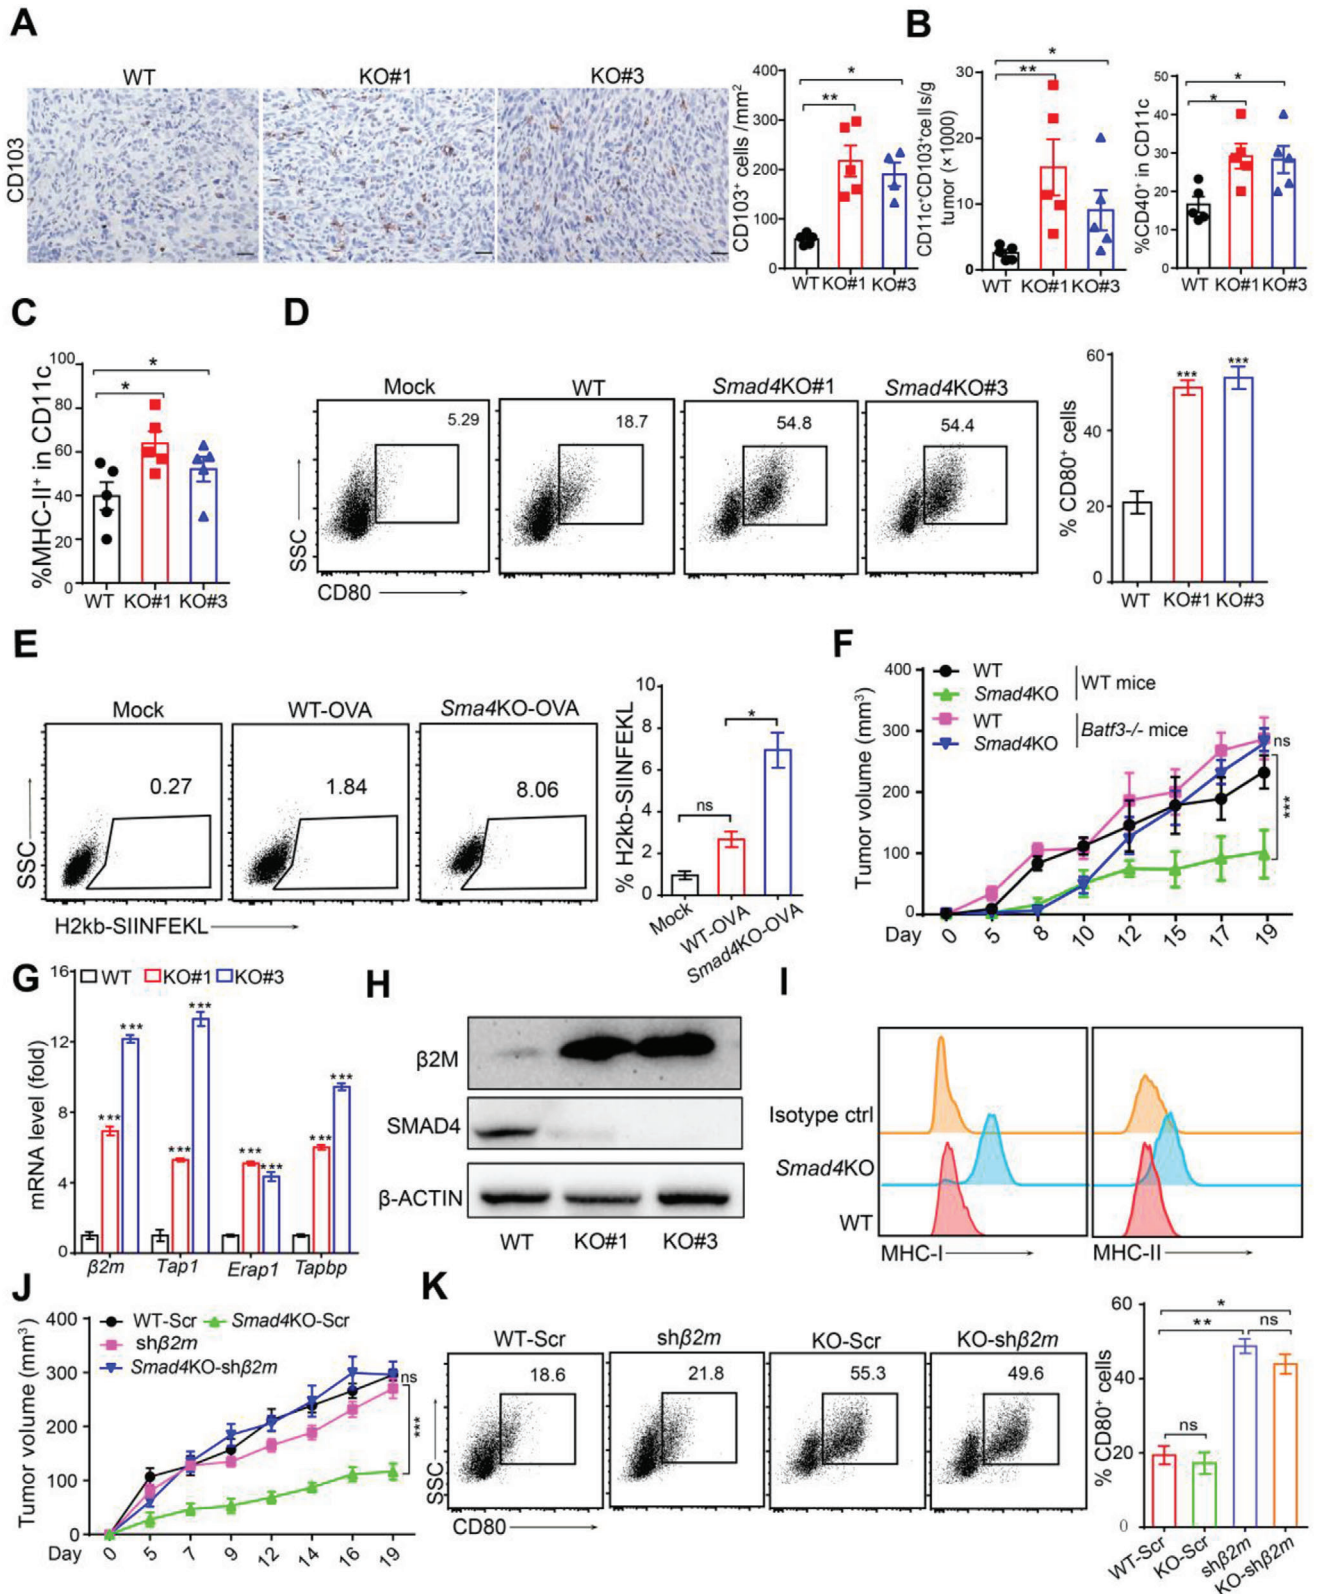 A
WT
KO#1
KO#3
CD103
CD103⁺ cells /mm²
400
300
200
100
0
**
*
WT KO#1 KO#3
B
CD11c⁺CD103⁺cells/g
tumor (×1000)
30
20
10
0
**
*
WT KO#1 KO#3
%CD40⁺ in CD11c
50
40
30
20
10
0
*
*
WT KO#1 KO#3
C
%MHC-II⁺ in CD11c
100
80
60
40
20
0
*
*
WT KO#1 KO#3
D
Mock
WT
Smad4KO#1
Smad4KO#3
5.29
18.7
54.8
54.4
SSC
CD80
% CD80⁺ cells
60
40
20
0
***
***
WT KO#1 KO#3
E
Mock
WT-OVA
Sma4KO-OVA
0.27
1.84
8.06
SSC
H2kb-SIINFEKL
% H2kb-SIINFEKL
10
8
6
4
2
0
ns
*
Mock
WT-OVA
Smad4KO-OVA
F
Tumor volume (mm³)
400
300
200
100
0
WT
Smad4KO
WT mice
WT
Smad4KO
Batf3-/- mice
ns
***
Day 0 5 8 10 12 15 17 19
G
WT KO#1 KO#3
mRNA level (fold)
16
12
8
4
0
*** ***
*** ***
*** ***
*** ***
β2m Tap1 Erap1 Tapbp
H
β2M
SMAD4
β-ACTIN
WT KO#1 KO#3
I
Isotype ctrl
Smad4KO
WT
MHC-I
MHC-II
J
Tumor volume (mm³)
400
300
200
100
0
WT-Scr Smad4KO-Scr
shβ2m
Smad4KO-shβ2m
ns
***
Day 0 5 7 9 12 14 16 19
K
WT-Scr
shβ2m
KO-Scr
KO-shβ2m
18.6
21.8
55.3
49.6
SSC
CD80
% CD80⁺ cells
60
40
20
0
*
** ns
ns
WT-Scr
KO-Scr
shβ2m
KO-shβ2m